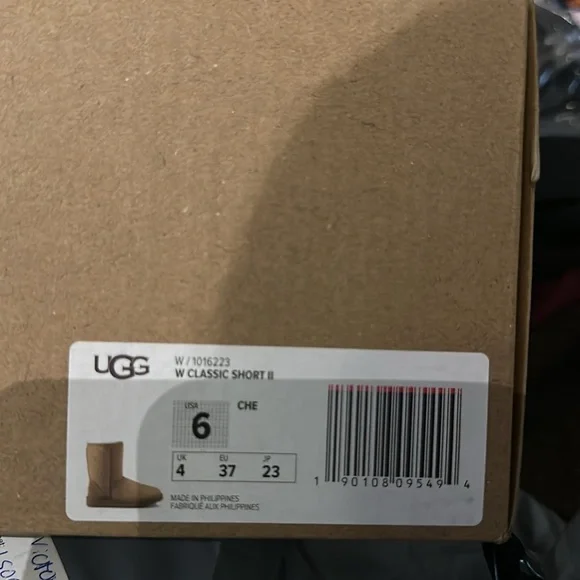 UGG
W / 1016223
W CLASSIC SHORT II
USA
6
CHE
UK EU JP
4 37 23
1 90108 09549 4
MADE IN PHILIPPINES
FABRIQUÉ AUX PHILIPPINES